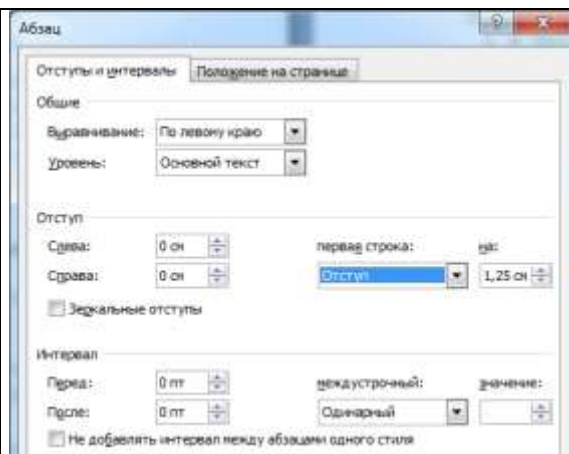 Абзац
Отступы и интервалы Положение на странице
Общие
Выравнивание: По левому краю
Уровень: Основной текст
Отступ
Слева: 0 см первая строка: на:
Справа: 0 см Отступ 1,25 см
Зеркальные отступы
Интервал
Перед: 0 пт междустрочный: значение:
После: 0 пт Одинарный
Не добавлять интервал между абзацами одного стиля